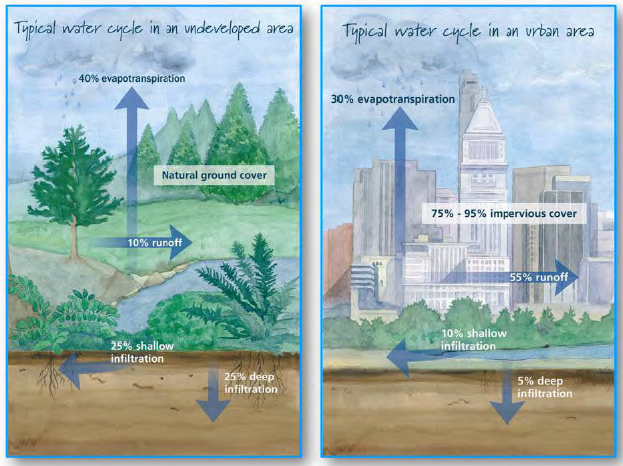 Typical water cycle in an undeveloped area
40% evapotranspiration
Natural ground cover
10% runoff
25% shallow
infiltration
25% deep
infiltration
Typical water cycle in an urban area
30% evapotranspiration
75% - 95% impervious cover
55% runoff
10% shallow
infiltration
5% deep
infiltration